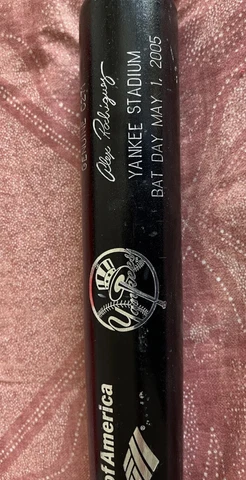 Alex Rodriguez
YANKEE STADIUM
BAT DAY MAY 1, 2005
Yankees
of America